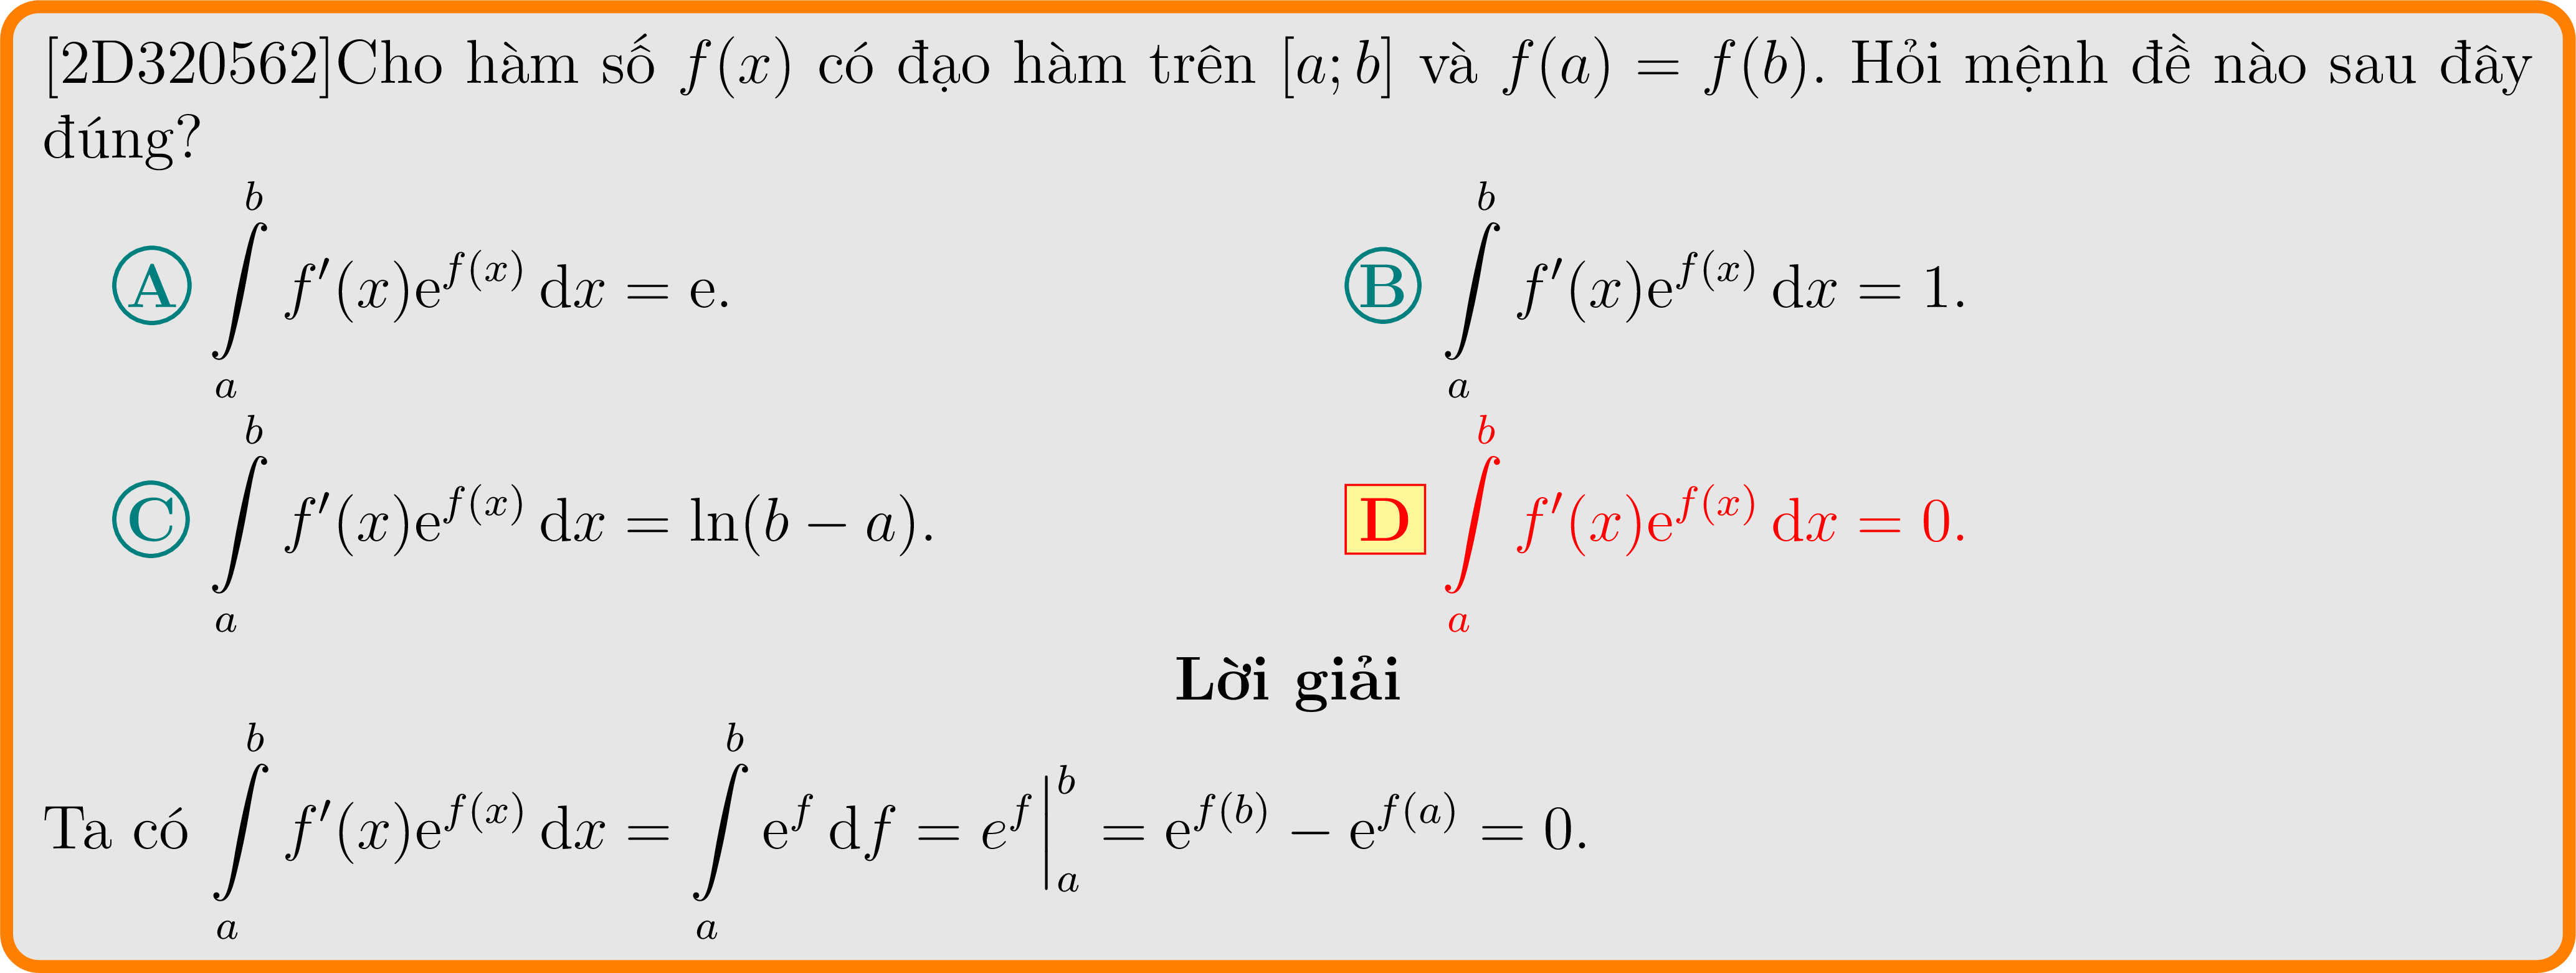 [2D320562]Cho hàm số $f(x)$ có đạo hàm trên $[a; b]$ và $f(a) = f(b)$. Hỏi mệnh đề nào sau đây
đúng?
A $\int\limits_a^b f'(x)\mathrm{e}^{f(x)}\,\mathrm{d}x = \mathrm{e}$. B $\int\limits_a^b f'(x)\mathrm{e}^{f(x)}\,\mathrm{d}x = 1$.
C $\int\limits_a^b f'(x)\mathrm{e}^{f(x)}\,\mathrm{d}x = \ln(b - a)$. D $\int\limits_a^b f'(x)\mathrm{e}^{f(x)}\,\mathrm{d}x = 0$.
Lời giải
Ta có $\int\limits_a^b f'(x)\mathrm{e}^{f(x)}\,\mathrm{d}x = \int\limits_a^b \mathrm{e}^f\,\mathrm{d}f = e^f\Big|_a^b = \mathrm{e}^{f(b)} - \mathrm{e}^{f(a)} = 0$.